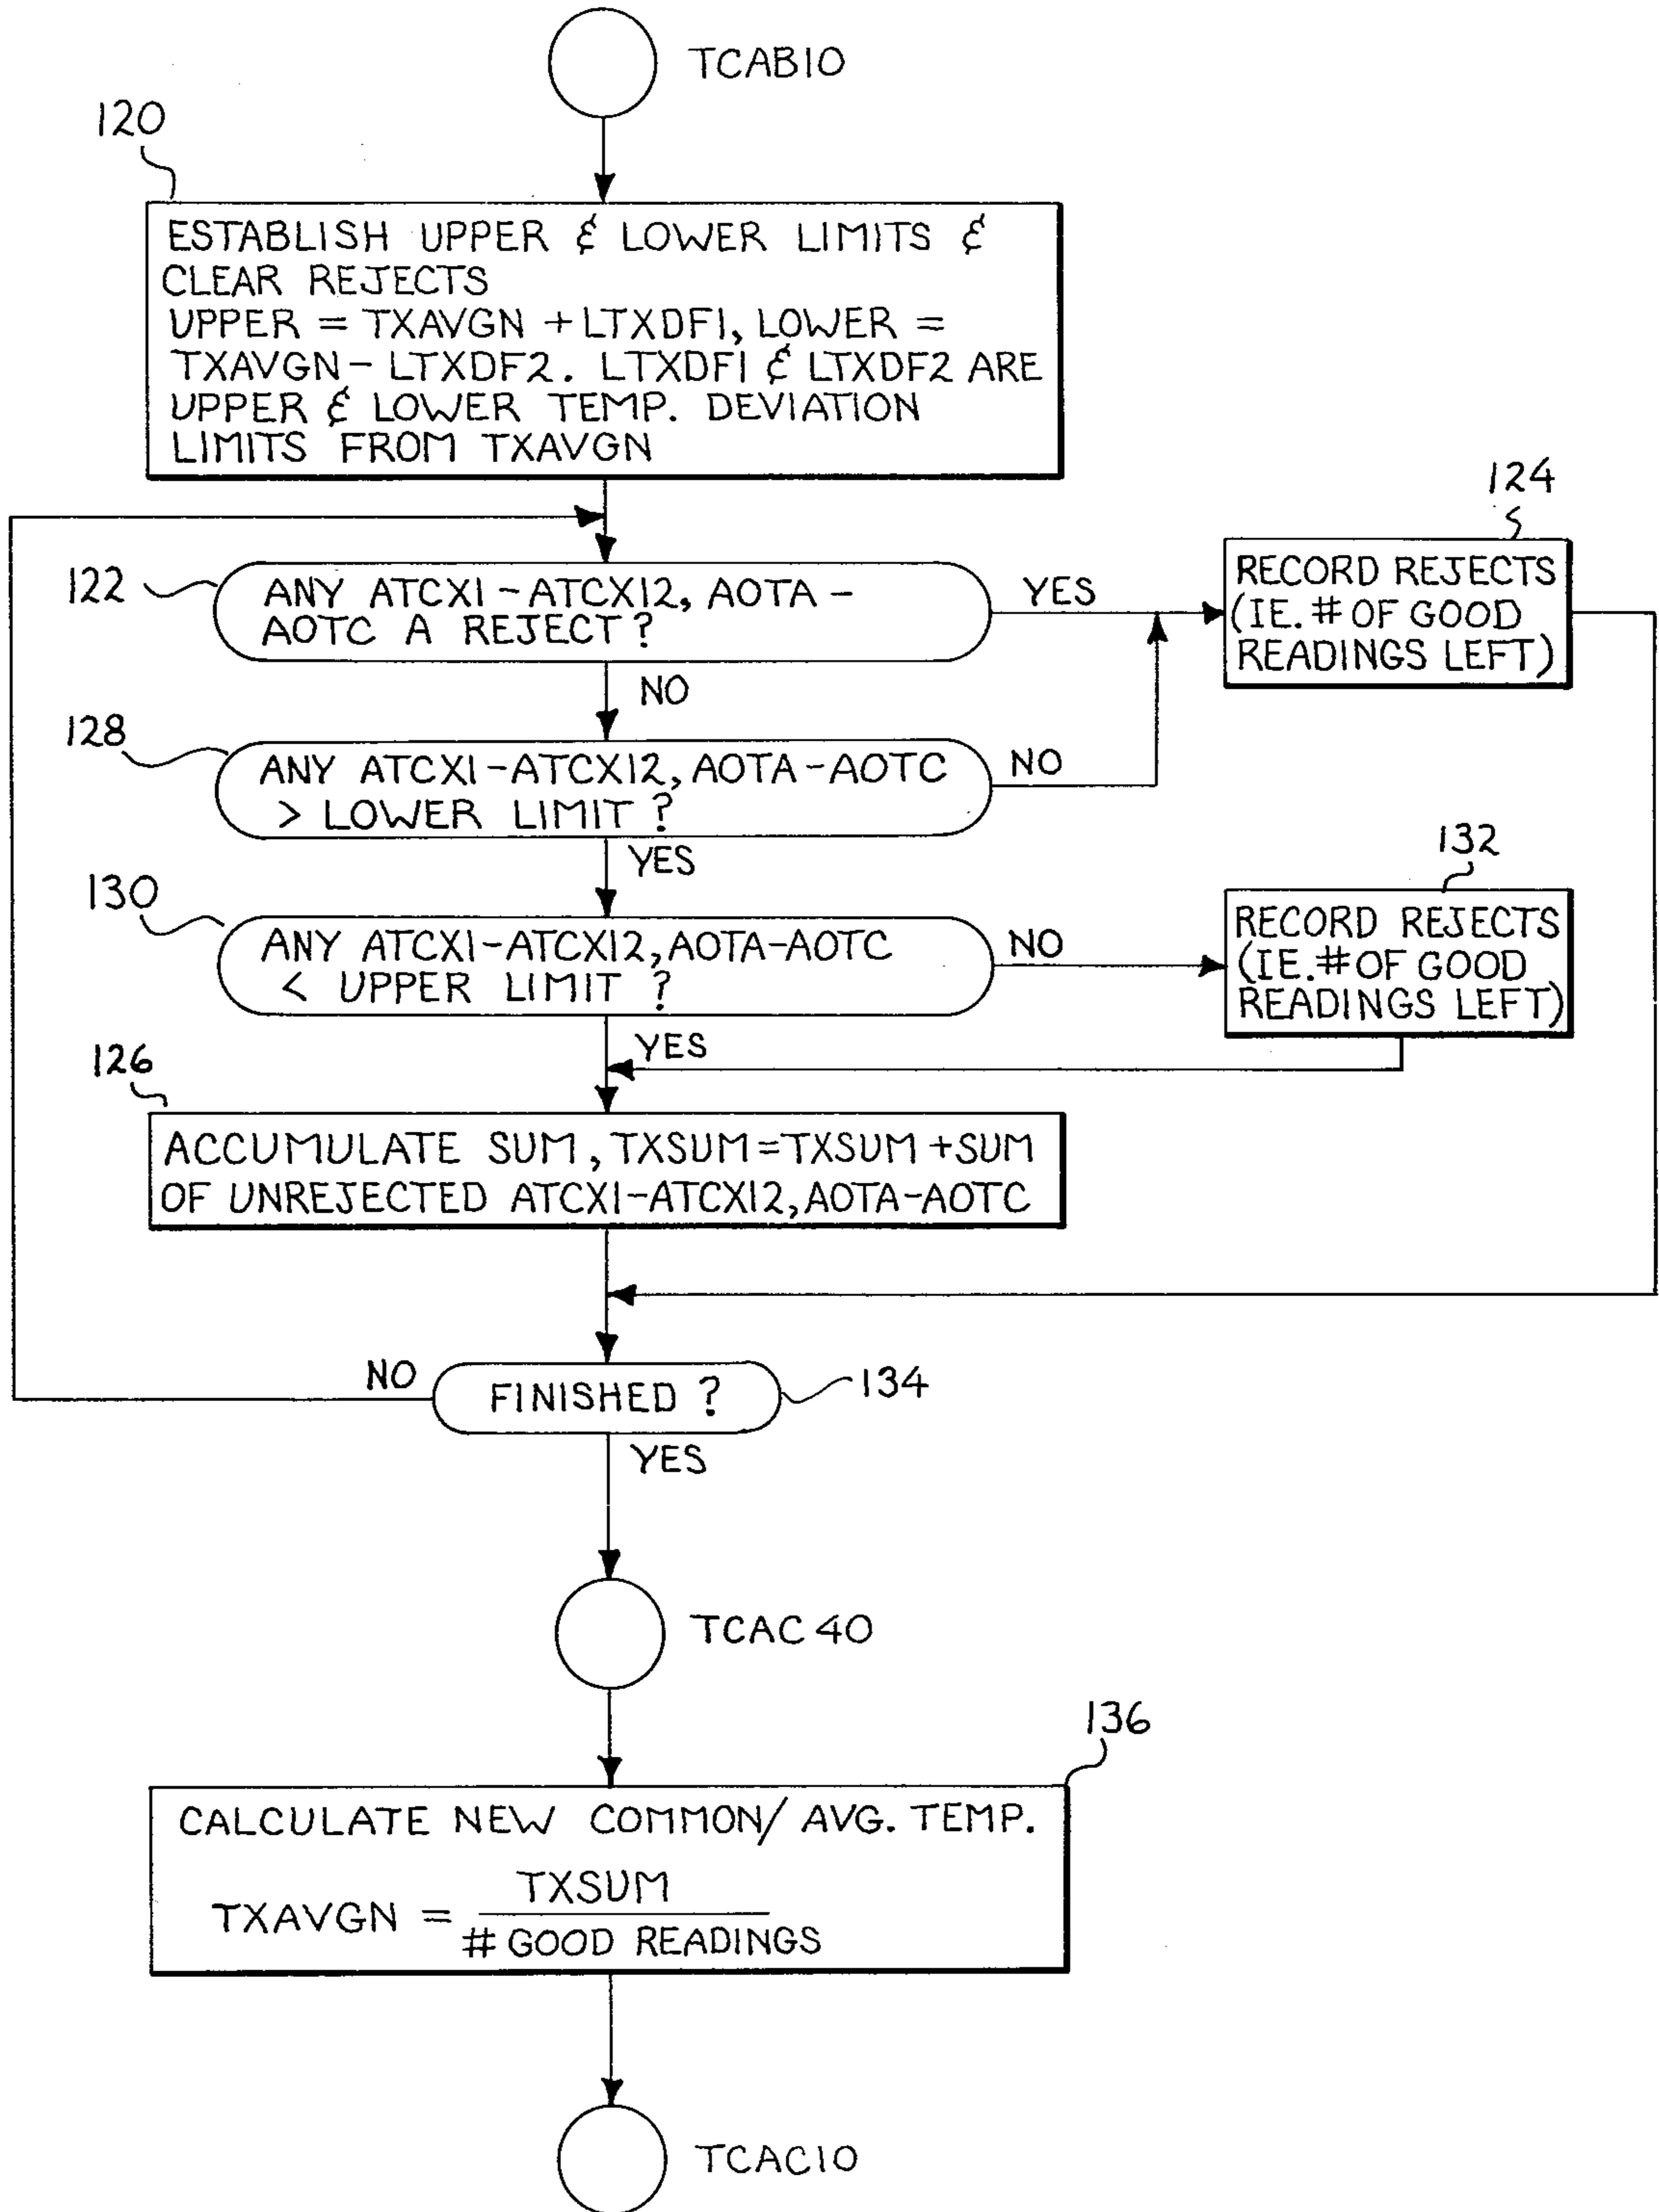 TCAB10
120
ESTABLISH UPPER & LOWER LIMITS &
CLEAR REJECTS
UPPER = TXAVGN + LTXDF1, LOWER =
TXAVGN - LTXDF2. LTXDF1 & LTXDF2 ARE
UPPER & LOWER TEMP. DEVIATION
LIMITS FROM TXAVGN
124
RECORD REJECTS
(IE. # OF GOOD
READINGS LEFT)
122
ANY ATCX1-ATCX12, AOTA-
AOTC A REJECT?
YES
NO
128
ANY ATCX1-ATCX12, AOTA-AOTC
> LOWER LIMIT?
NO
YES
132
RECORD REJECTS
(IE. # OF GOOD
READINGS LEFT)
130
ANY ATCX1-ATCX12, AOTA-AOTC
< UPPER LIMIT ?
NO
YES
126
ACCUMULATE SUM, TXSUM = TXSUM + SUM
OF UNREJECTED ATCX1-ATCX12, AOTA-AOTC
NO
FINISHED ?
134
YES
TCAC 40
136
CALCULATE NEW COMMON/ AVG. TEMP.
TXAVGN = TXSUM
# GOOD READINGS
TCAC10